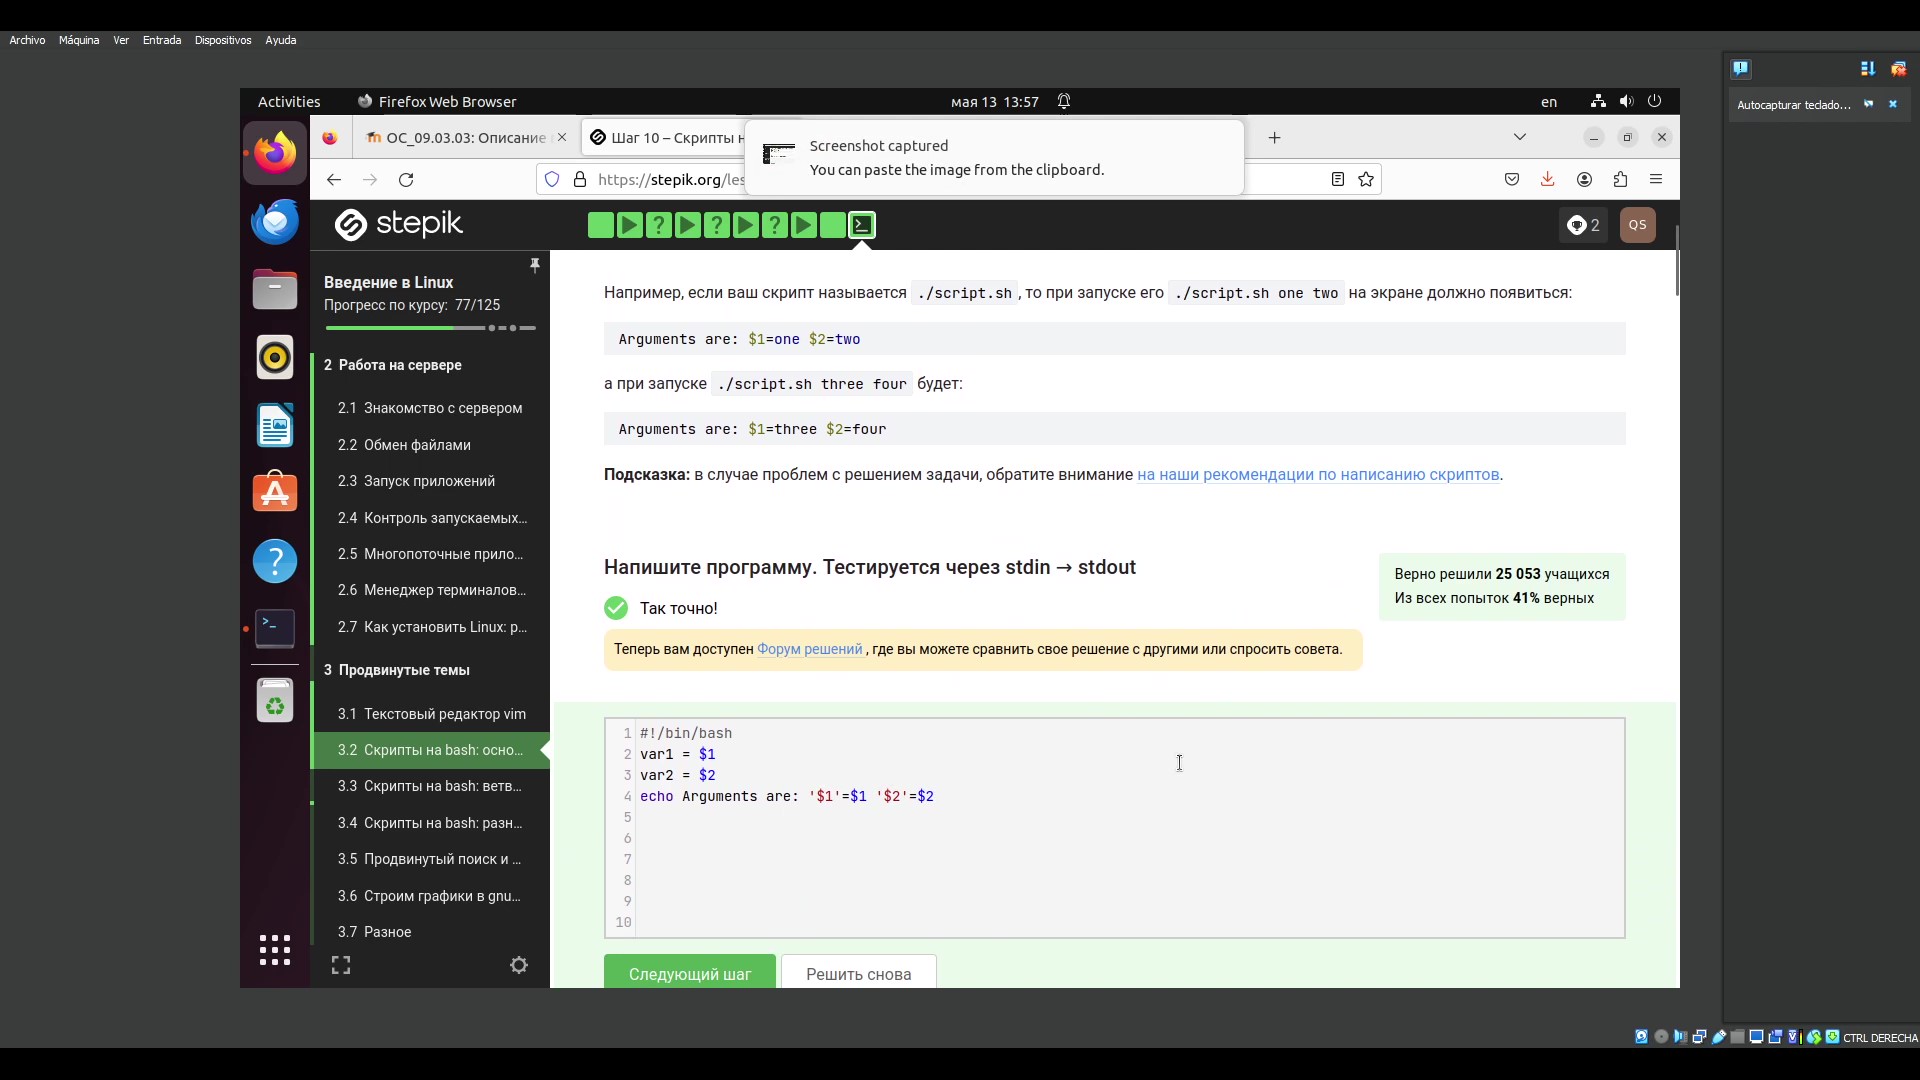 Archivo Máquina Ver Entrada Dispositivos Ayuda
Autocapturar teclado...
Activities Firefox Web Browser мая 13 13:57 en
ОС_09.03.03: Описание Шаг 10 – Скрипты н
Screenshot captured
You can paste the image from the clipboard.
https://stepik.org/les
stepik
2 QS
Введение в Linux
Прогресс по курсу: 77/125
2 Работа на сервере
2.1 Знакомство с сервером
2.2 Обмен файлами
2.3 Запуск приложений
2.4 Контроль запускаемых...
2.5 Многопоточные прило...
2.6 Менеджер терминалов...
2.7 Как установить Linux: р...
3 Продвинутые темы
3.1 Текстовый редактор vim
3.2 Скрипты на bash: осно...
3.3 Скрипты на bash: ветв...
3.4 Скрипты на bash: разн...
3.5 Продвинутый поиск и ...
3.6 Строим графики в gnu...
3.7 Разное
Например, если ваш скрипт называется ./script.sh, то при запуске его ./script.sh one two на экране должно появиться:
Arguments are: $1=one $2=two
а при запуске ./script.sh three four будет:
Arguments are: $1=three $2=four
Подсказка: в случае проблем с решением задачи, обратите внимание на наши рекомендации по написанию скриптов.
Напишите программу. Тестируется через stdin → stdout
Верно решили 25 053 учащихся
Из всех попыток 41% верных
Так точно!
Теперь вам доступен Форум решений , где вы можете сравнить свое решение с другими или спросить совета.
1 #!/bin/bash
2 var1 = $1
3 var2 = $2
4 echo Arguments are: '$1'=$1 '$2'=$2
5
6
7
8
9
10
Следующий шаг Решить снова
CTRL DERECHA